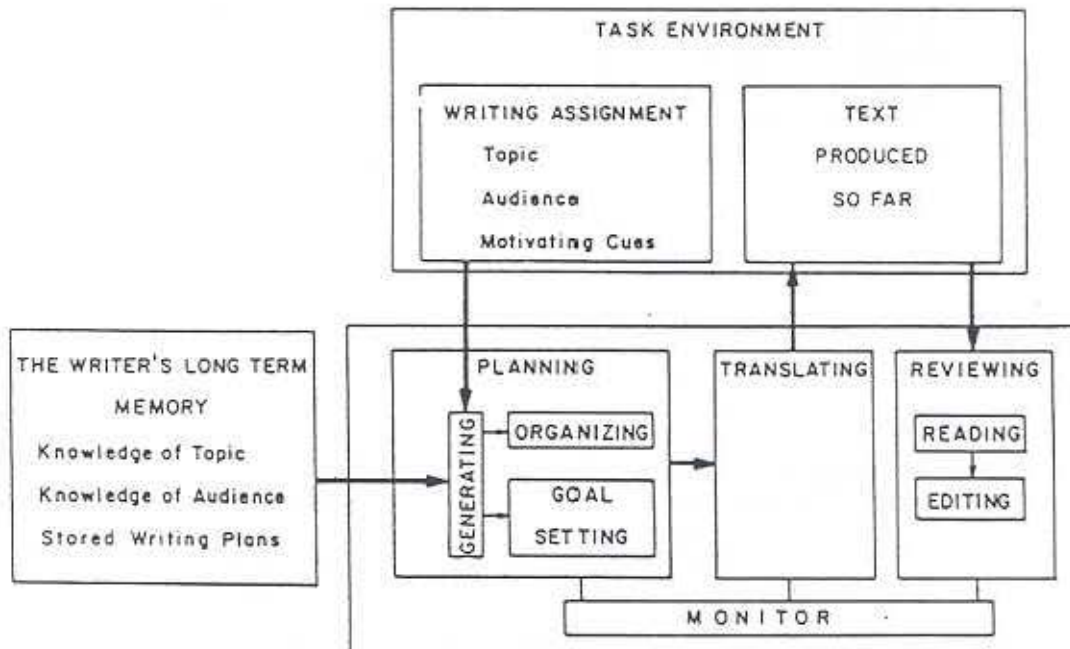 TASK ENVIRONMENT
WRITING ASSIGNMENT
Topic
Audience
Motivating Cues
TEXT
PRODUCED
SO FAR
THE WRITER'S LONG TERM
MEMORY
Knowledge of Topic
Knowledge of Audience
Stored Writing Plans
PLANNING
GENERATING
ORGANIZING
GOAL
SETTING
TRANSLATING
REVIEWING
READING
EDITING
MONITOR